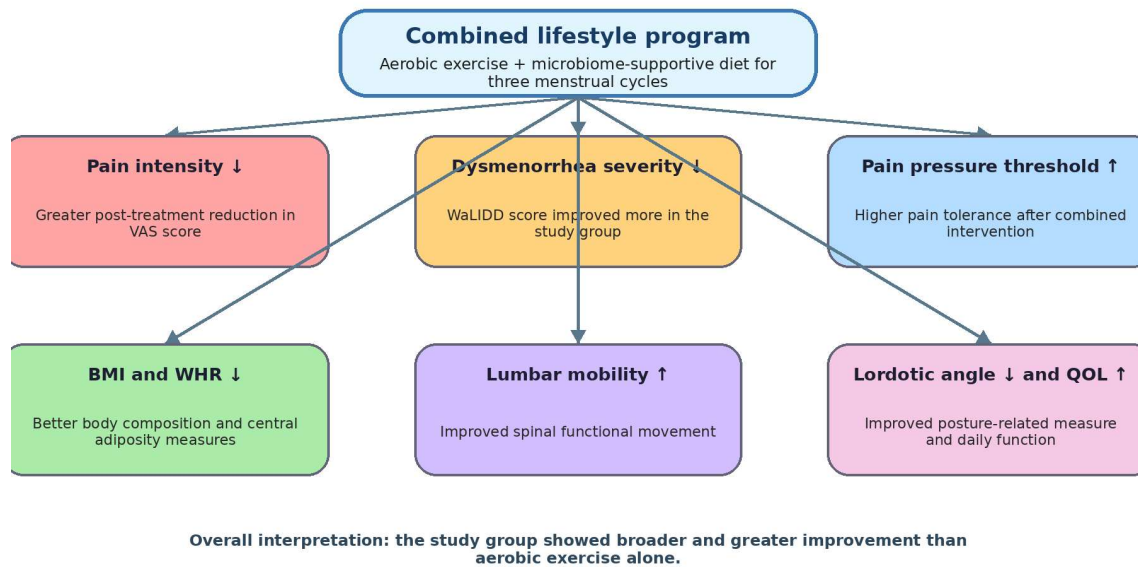 Combined lifestyle program
Aerobic exercise + microbiome-supportive diet for
three menstrual cycles
Pain intensity ↓
Greater post-treatment reduction in
VAS score
Dysmenorrhea severity ↓
WaLIDD score improved more in the
study group
Pain pressure threshold ↑
Higher pain tolerance after combined
intervention
BMI and WHR ↓
Better body composition and central
adiposity measures
Lumbar mobility ↑
Improved spinal functional movement
Lordotic angle ↓ and QOL ↑
Improved posture-related measure
and daily function
Overall interpretation: the study group showed broader and greater improvement than
aerobic exercise alone.